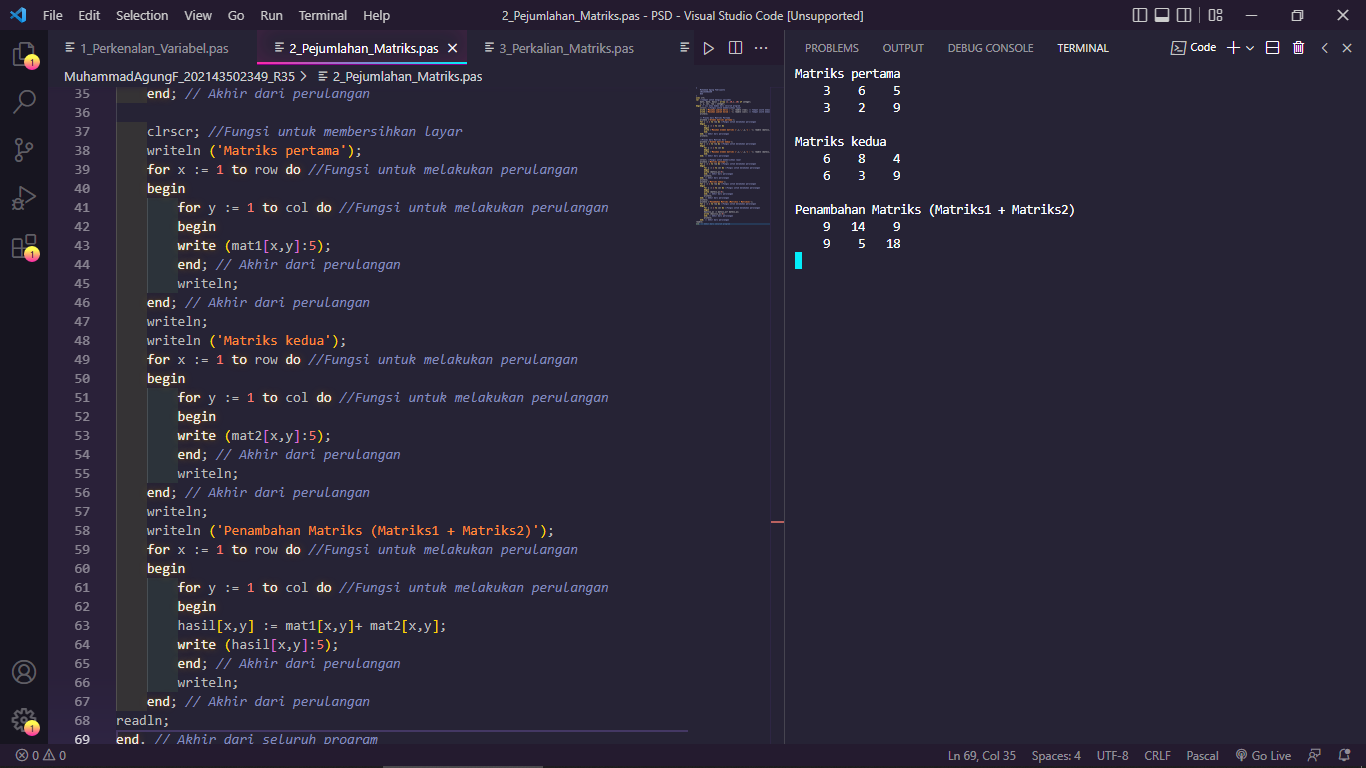 File Edit Selection View Go Run Terminal Help 2_Pejumlahan_Matriks.pas - PSD - Visual Studio Code [Unsupported]
1_Perkenalan_Variabel.pas 2_Pejumlahan_Matriks.pas 3_Perkalian_Matriks.pas
MuhammadAgungF_202143502349_R35 > 2_Pejumlahan_Matriks.pas
35 end; // Akhir dari perulangan
36
37 clrscr; //Fungsi untuk membersihkan layar
38 writeln ('Matriks pertama');
39 for x := 1 to row do //Fungsi untuk melakukan perulangan
40 begin
41 for y := 1 to col do //Fungsi untuk melakukan perulangan
42 begin
43 write (mat1[x,y]:5);
44 end; // Akhir dari perulangan
45 writeln;
46 end; // Akhir dari perulangan
47 writeln;
48 writeln ('Matriks kedua');
49 for x := 1 to row do //Fungsi untuk melakukan perulangan
50 begin
51 for y := 1 to col do //Fungsi untuk melakukan perulangan
52 begin
53 write (mat2[x,y]:5);
54 end; // Akhir dari perulangan
55 writeln;
56 end; // Akhir dari perulangan
57 writeln;
58 writeln ('Penambahan Matriks (Matriks1 + Matriks2)');
59 for x := 1 to row do //Fungsi untuk melakukan perulangan
60 begin
61 for y := 1 to col do //Fungsi untuk melakukan perulangan
62 begin
63 hasil[x,y] := mat1[x,y]+ mat2[x,y];
64 write (hasil[x,y]:5);
65 end; // Akhir dari perulangan
66 writeln;
67 end; // Akhir dari perulangan
68 readln;
69 end. // Akhir dari seluruh program
PROBLEMS OUTPUT DEBUG CONSOLE TERMINAL Code
Matriks pertama
3 6 5
3 2 9
Matriks kedua
6 8 4
6 3 9
Penambahan Matriks (Matriks1 + Matriks2)
9 14 9
9 5 18
1
1
1
0 0 Ln 69, Col 35 Spaces: 4 UTF-8 CRLF Pascal Go Live